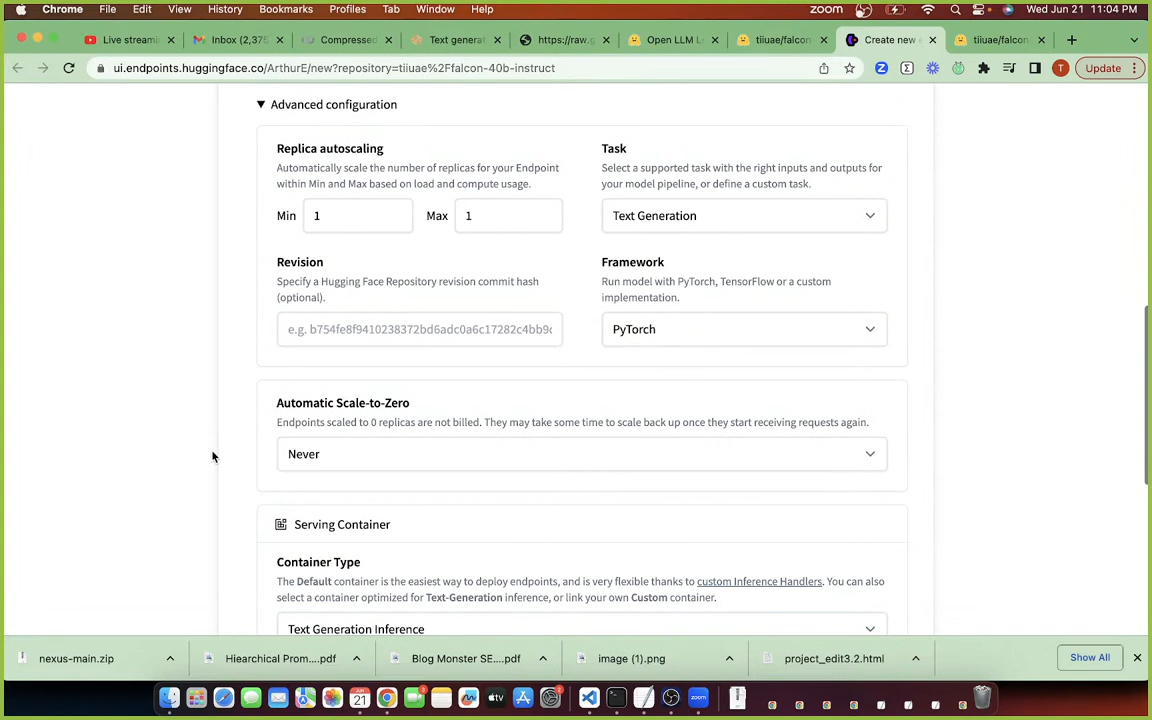 Chrome File Edit View History Bookmarks Profiles Tab Window Help zoom Wed Jun 21 11:04 PM
Live streami Inbox (2,375 Compressed Text generat https://raw.g Open LLM L tiiuae/falcon Create new e tiiuae/falcon
ui.endpoints.huggingface.co/ArthurE/new?repository=tiiuae%2Ffalcon-40b-instruct T Update
Advanced configuration
Replica autoscaling
Automatically scale the number of replicas for your Endpoint
within Min and Max based on load and compute usage.
Min 1 Max 1
Task
Select a supported task with the right inputs and outputs for
your model pipeline, or define a custom task.
Text Generation
Revision
Specify a Hugging Face Repository revision commit hash
(optional).
e.g. b754fe8f9410238372bd6adc0a6c17282c4bb9c
Framework
Run model with PyTorch, TensorFlow or a custom
implementation.
PyTorch
Automatic Scale-to-Zero
Endpoints scaled to 0 replicas are not billed. They may take some time to scale back up once they start receiving requests again.
Never
Serving Container
Container Type
The Default container is the easiest way to deploy endpoints, and is very flexible thanks to custom Inference Handlers. You can also
select a container optimized for Text-Generation inference, or link your own Custom container.
Text Generation Inference
nexus-main.zip Hiearchical Prom....pdf Blog Monster SE....pdf image (1).png project_edit3.2.html Show All